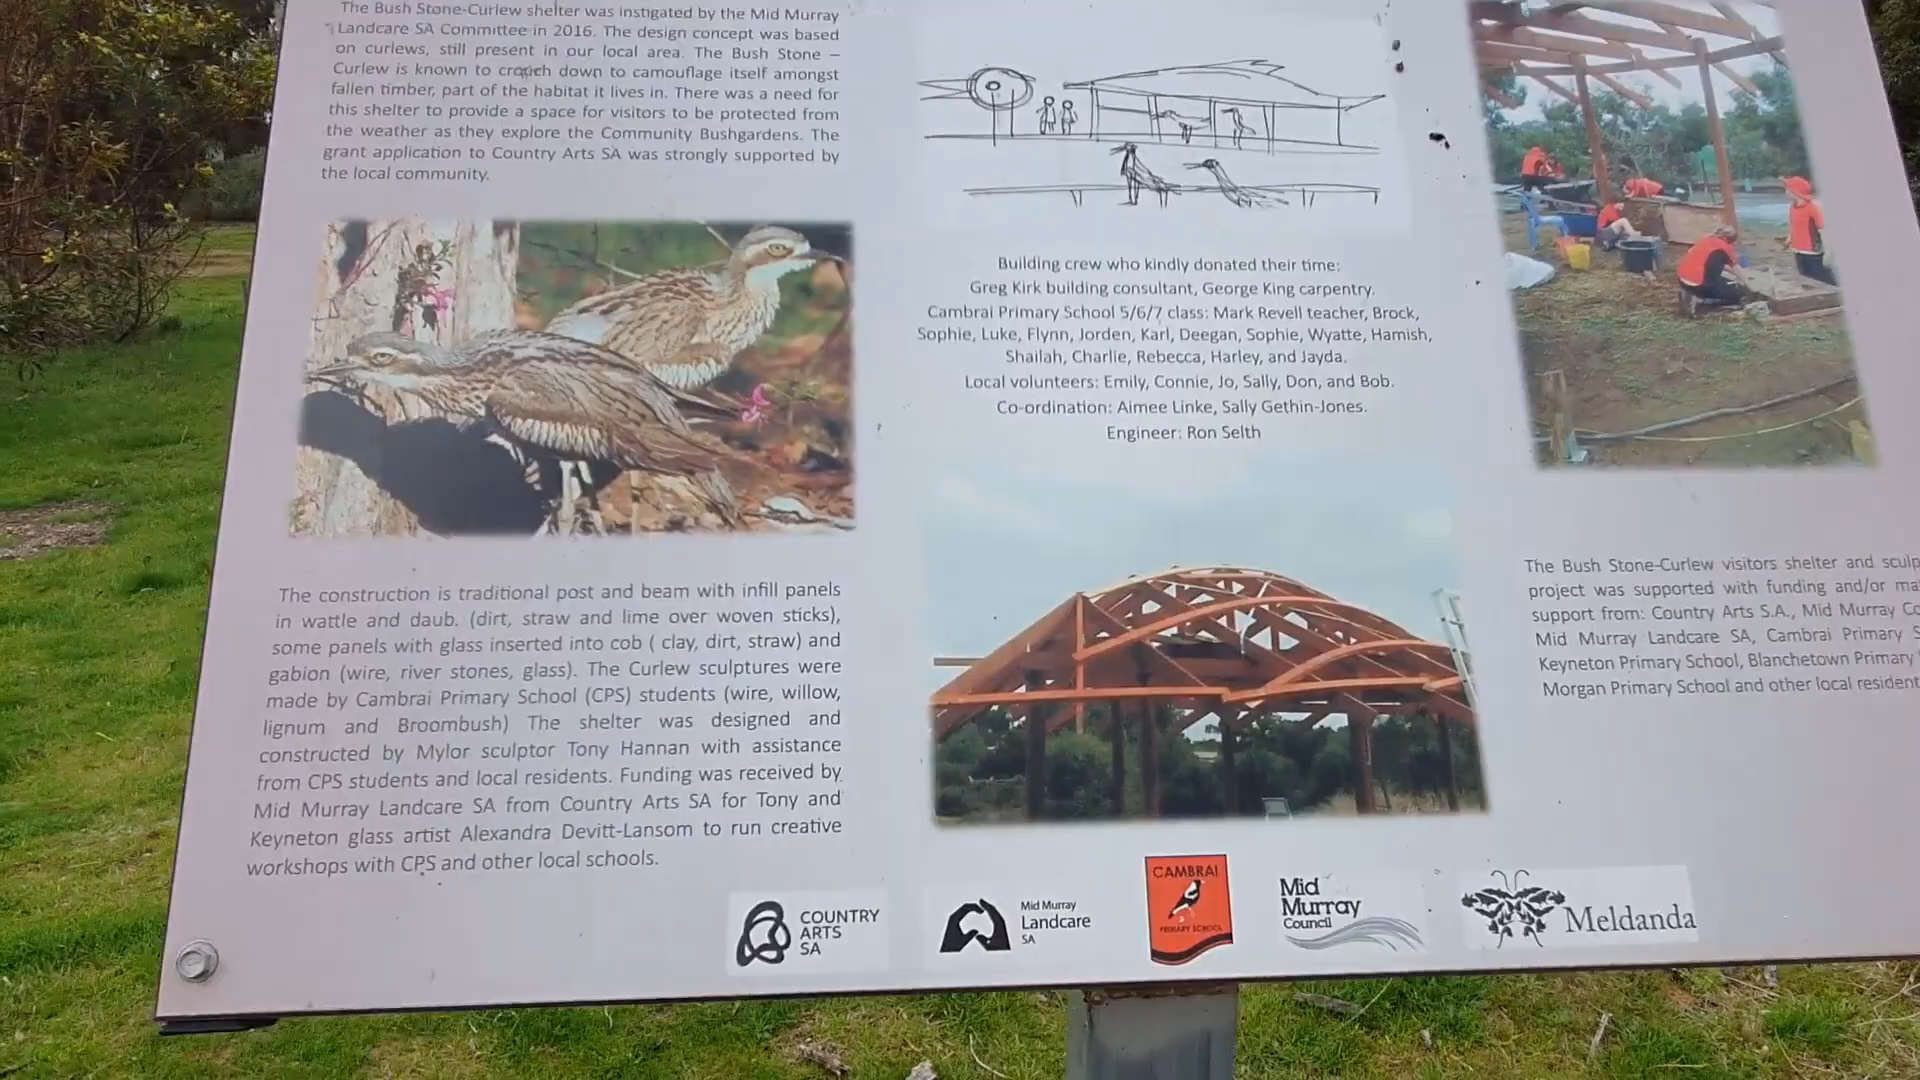 The Bush Stone-Curlew shelter was instigated by the Mid Murray
Landcare SA Committee in 2016. The design concept was based
on curlews, still present in our local area. The Bush Stone –
Curlew is known to crouch down to camouflage itself amongst
fallen timber, part of the habitat it lives in. There was a need for
this shelter to provide a space for visitors to be protected from
the weather as they explore the Community Bushgardens. The
grant application to Country Arts SA was strongly supported by
the local community.
The construction is traditional post and beam with infill panels
in wattle and daub. (dirt, straw and lime over woven sticks),
some panels with glass inserted into cob ( clay, dirt, straw) and
gabion (wire, river stones, glass). The Curlew sculptures were
made by Cambrai Primary School (CPS) students (wire, willow,
lignum and Broombush) The shelter was designed and
constructed by Mylor sculptor Tony Hannan with assistance
from CPS students and local residents. Funding was received by
Mid Murray Landcare SA from Country Arts SA for Tony and
Keyneton glass artist Alexandra Devitt-Lansom to run creative
workshops with CPS and other local schools.
Building crew who kindly donated their time:
Greg Kirk building consultant, George King carpentry.
Cambrai Primary School 5/6/7 class: Mark Revell teacher, Brock,
Sophie, Luke, Flynn, Jorden, Karl, Deegan, Sophie, Wyatte, Hamish,
Shailah, Charlie, Rebecca, Harley, and Jayda.
Local volunteers: Emily, Connie, Jo, Sally, Don, and Bob.
Co-ordination: Aimee Linke, Sally Gethin-Jones.
Engineer: Ron Selth
The Bush Stone-Curlew visitors shelter and
project was supported with funding and/or
support from: Country Arts S.A., Mid Murray
Mid Murray Landcare SA, Cambrai Primary
Keyneton Primary School, Blanchetown Primary
Morgan Primary School and other local
COUNTRY
ARTS
SA
Mid Murray
Landcare
SA
CAMBRAI
PRIMARY SCHOOL
Mid
Murray
Council
Meldanda